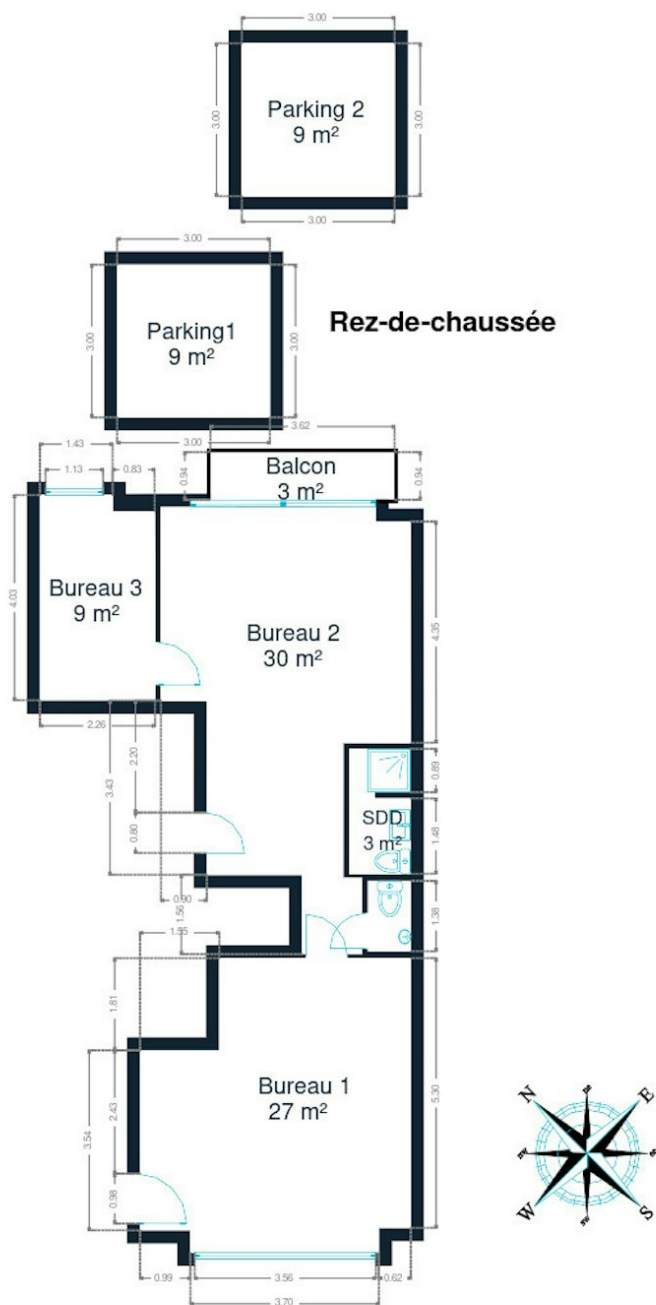 3.00
3.00
Parking 2
9 m²
3.00
3.00
3.00
3.00
Parking1
9 m²
3.00
3.00
Rez-de-chaussée
3.62
1.43
1.13
0.83
0.94
Balcon
3 m²
0.94
4.03
Bureau 3
9 m²
Bureau 2
30 m²
4.35
2.26
2.20
3.43
0.80
0.89
SDD
3 m²
1.48
0.90
1.56
1.38
1.35
1.81
Bureau 1
27 m²
5.30
3.54
2.43
0.98
0.99
3.56
0.62
3.70
N
E
W
S
SW